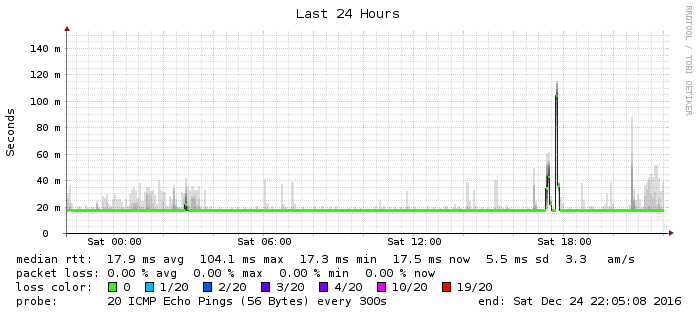 Last 24 Hours
RRDTOOL / TOBI OETIKER
Seconds
140 m
120 m
100 m
80 m
60 m
40 m
20 m
0
Sat 00:00 Sat 06:00 Sat 12:00 Sat 18:00
median rtt: 17.9 ms avg 104.1 ms max 17.3 ms min 17.5 ms now 5.5 ms sd 3.3 am/s
packet loss: 0.00 % avg 0.00 % max 0.00 % min 0.00 % now
loss color: 0 1/20 2/20 3/20 4/20 10/20 19/20
probe: 20 ICMP Echo Pings (56 Bytes) every 300s end: Sat Dec 24 22:05:08 2016